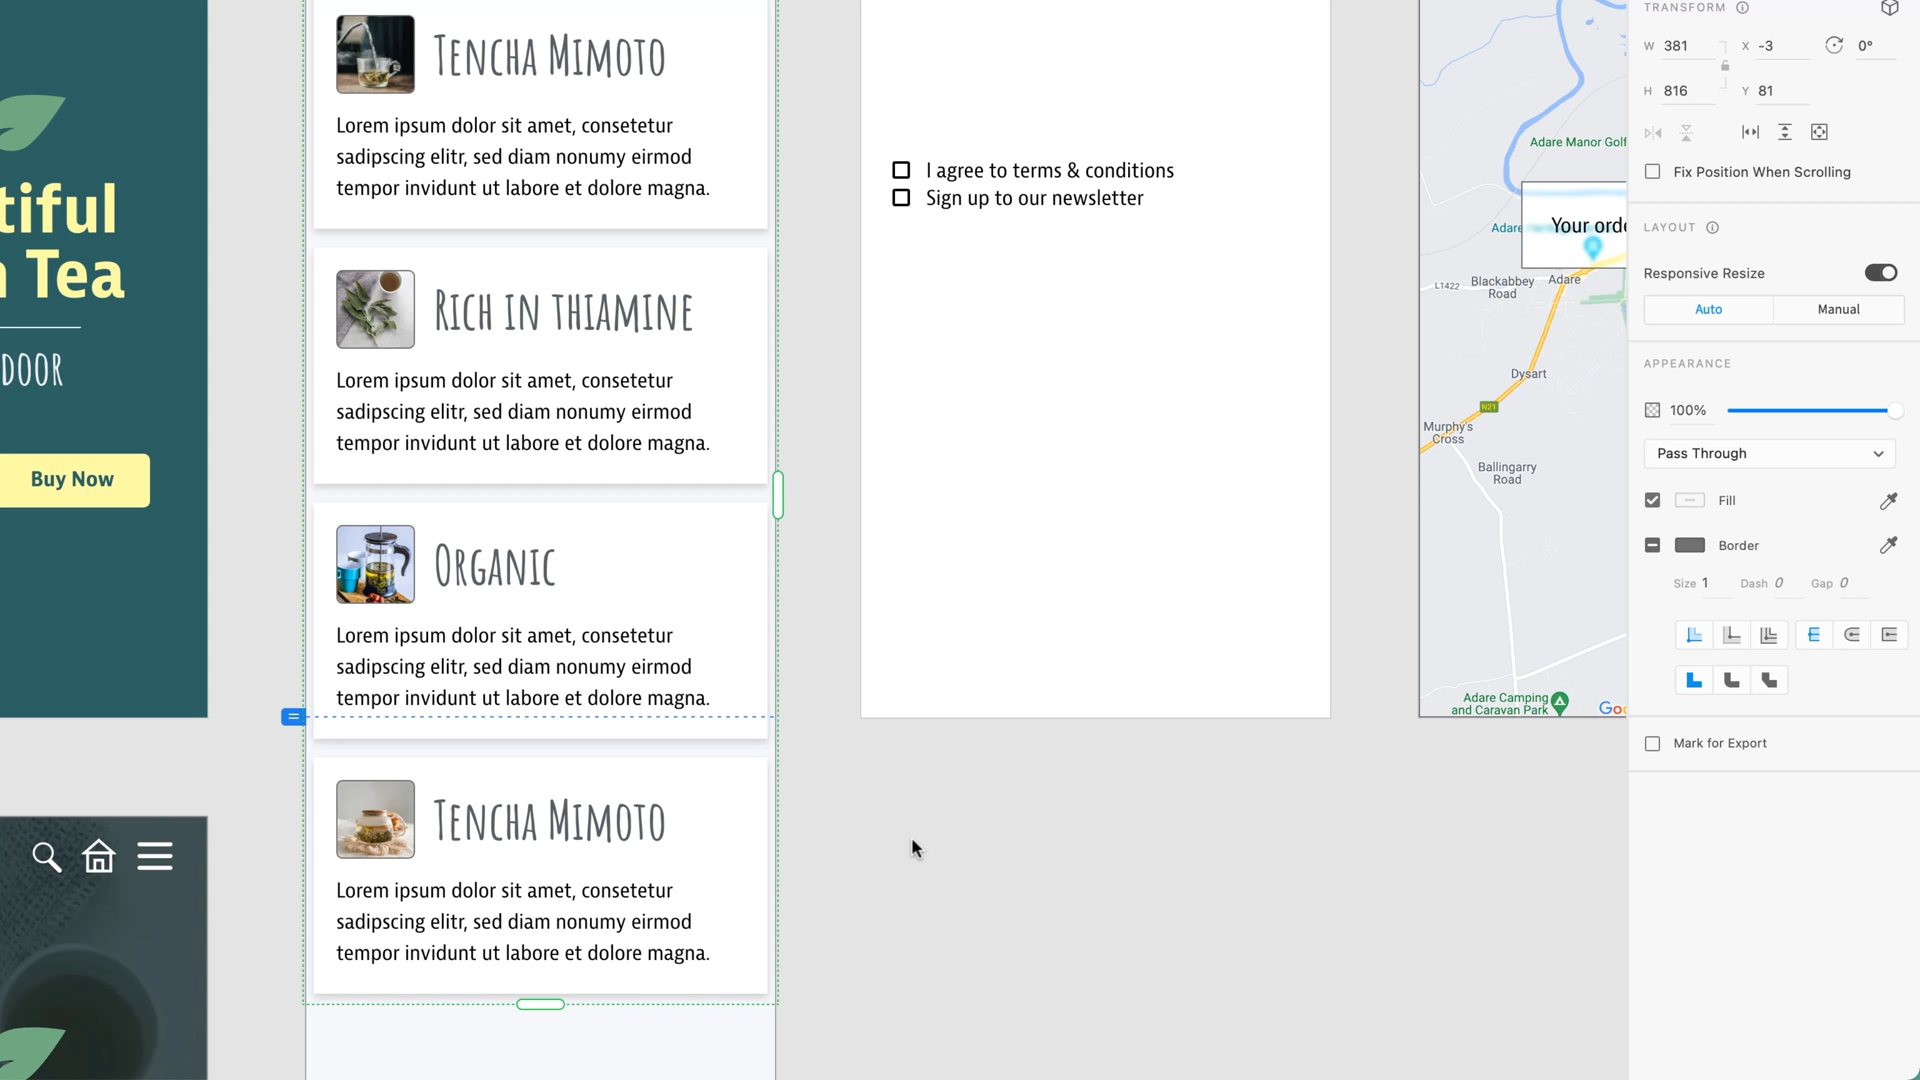 tiful
Tea
DOOR
Buy Now
Tencha Mimoto
Lorem ipsum dolor sit amet, consetetur
sadipscing elitr, sed diam nonumy eirmod
tempor invidunt ut labore et dolore magna.
Rich in thiamine
Lorem ipsum dolor sit amet, consetetur
sadipscing elitr, sed diam nonumy eirmod
tempor invidunt ut labore et dolore magna.
Organic
Lorem ipsum dolor sit amet, consetetur
sadipscing elitr, sed diam nonumy eirmod
tempor invidunt ut labore et dolore magna.
Tencha Mimoto
Lorem ipsum dolor sit amet, consetetur
sadipscing elitr, sed diam nonumy eirmod
tempor invidunt ut labore et dolore magna.
I agree to terms & conditions
Sign up to our newsletter
Adare Manor Golf
Your orde
Adare
L1422
Blackabbey
Road
Adare
Dysart
N21
Murphy's
Cross
Ballingarry
Road
Adare Camping
and Caravan Park
Goo
TRANSFORM
W 381 X -3 0°
H 816 Y 81
Fix Position When Scrolling
LAYOUT
Responsive Resize
Auto Manual
APPEARANCE
100%
Pass Through
Fill
Border
Size 1 Dash 0 Gap 0
Mark for Export